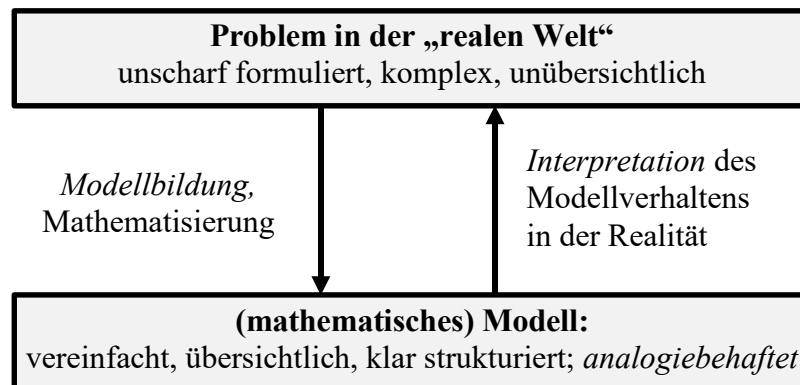 Problem in der „realen Welt“
unscharf formuliert, komplex, unübersichtlich
Modellbildung,
Mathematisierung
Interpretation des
Modellverhaltens
in der Realität
(mathematisches) Modell:
vereinfacht, übersichtlich, klar strukturiert; analogiebehaftet